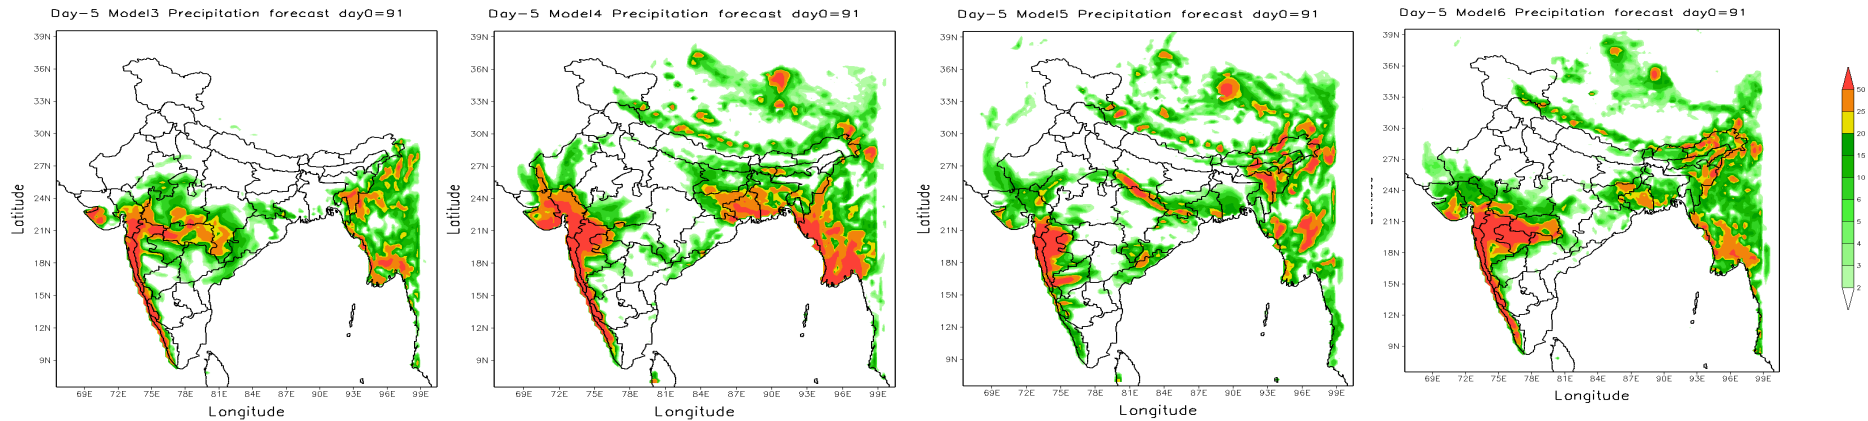 Day-5 Model3 Precipitation forecast day0=91
39N
36N
33N
30N
27N
24N
21N
18N
15N
12N
9N
Latitude
69E 72E 75E 78E 81E 84E 87E 90E 93E 96E 99E
Longitude
Day-5 Model4 Precipitation forecast day0=91
39N
36N
33N
30N
27N
24N
21N
18N
15N
12N
9N
Latitude
69E 72E 75E 78E 81E 84E 87E 90E 93E 96E 99E
Longitude
Day-5 Model5 Precipitation forecast day0=91
39N
36N
33N
30N
27N
24N
21N
18N
15N
12N
9N
Latitude
69E 72E 75E 78E 81E 84E 87E 90E 93E 96E 99E
Longitude
Day-5 Model6 Precipitation forecast day0=91
39N
36N
33N
30N
27N
24N
21N
18N
15N
12N
9N
69E 72E 75E 78E 81E 84E 87E 90E 93E 96E 99E
Longitude
50
25
20
20
15
10
6
5
4
3
2